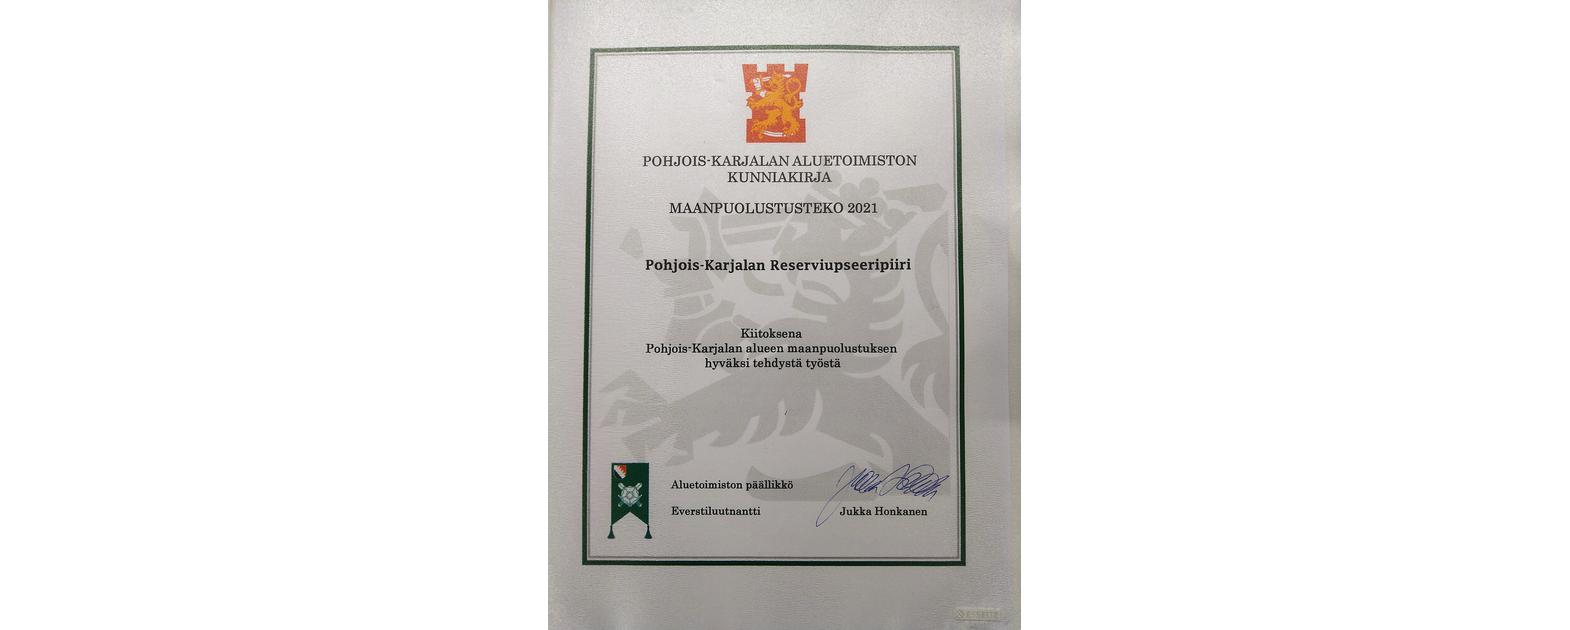 POHJOIS-KARJALAN ALUETOIMISTON
KUNNIAKIRJA
MAANPUOLUSTUSTEKO 2021
Pohjois-Karjalan Reserviupseeripiiri
Kiitoksena
Pohjois-Karjalan alueen maanpuolustuksen
hyväksi tehdystä työstä
Aluetoimiston päällikkö
Everstiluutnantti
Jukka Honkanen